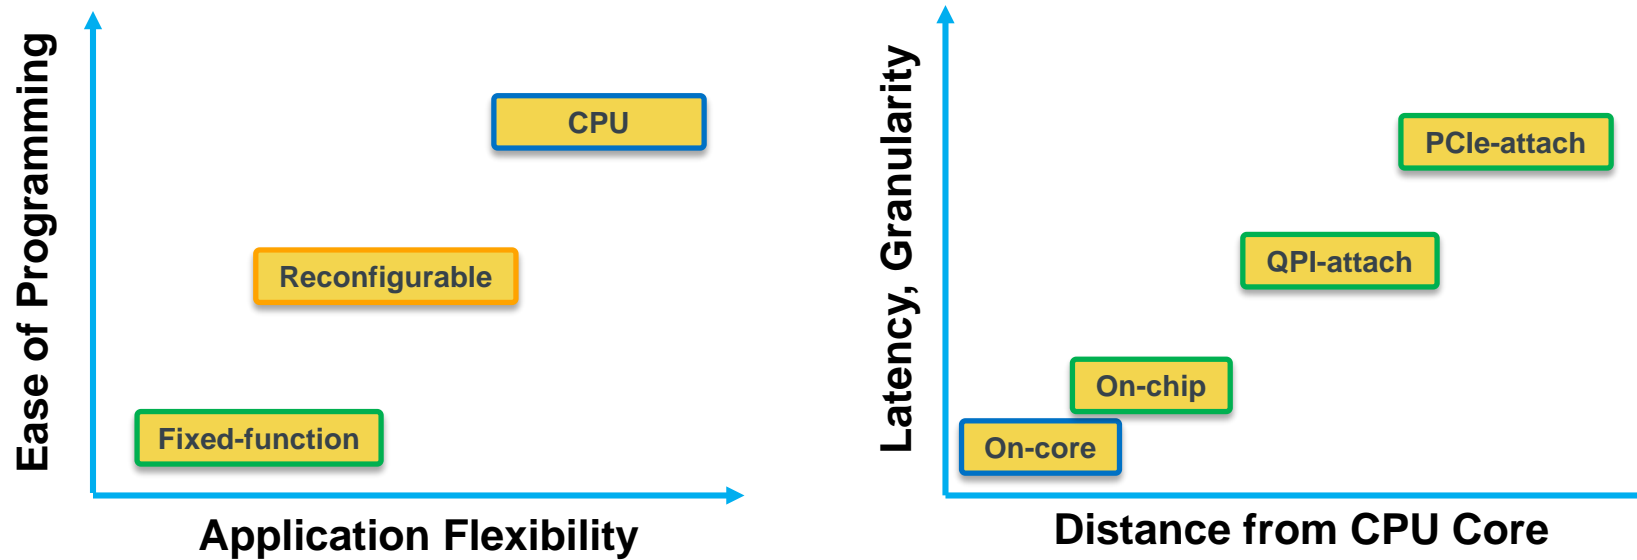 Ease of Programming
CPU
Reconfigurable
Fixed-function
Application Flexibility
Latency, Granularity
PCIe-attach
QPI-attach
On-chip
On-core
Distance from CPU Core